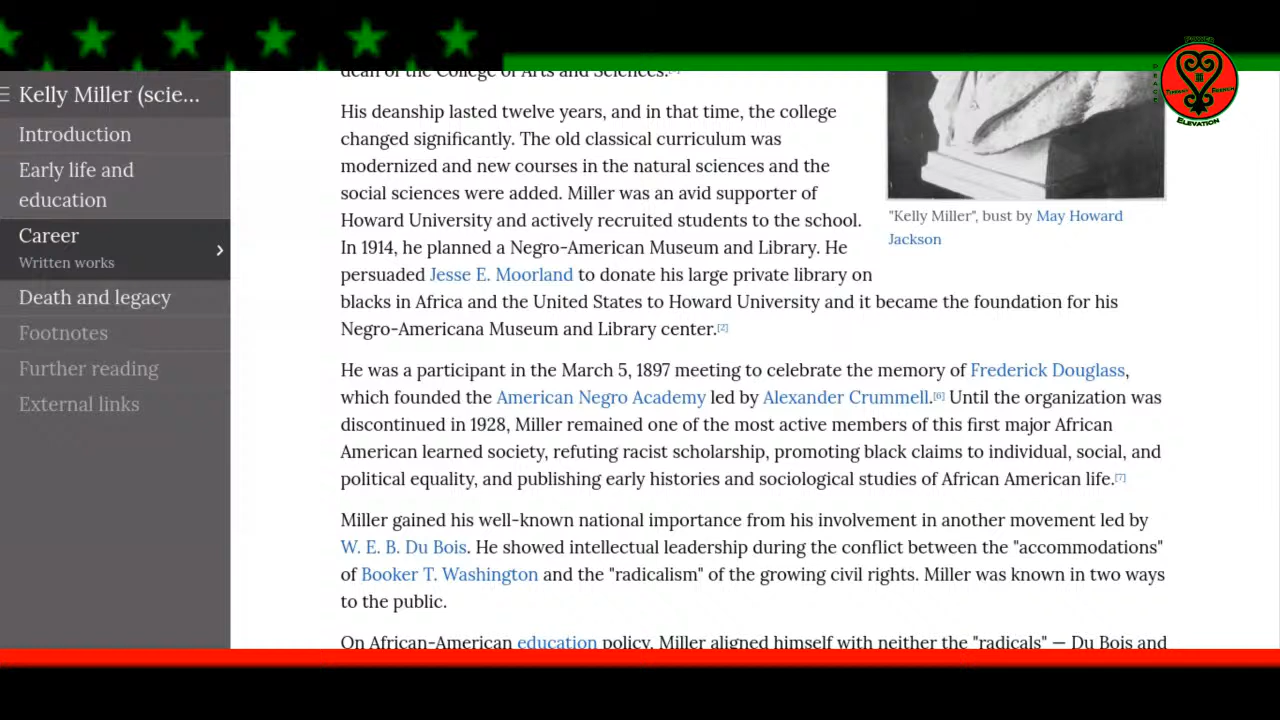 dean of the College of Arts and Sciences.
Kelly Miller (scie...
Introduction
Early life and
education
Career
Written works
Death and legacy
Footnotes
Further reading
External links
His deanship lasted twelve years, and in that time, the college
changed significantly. The old classical curriculum was
modernized and new courses in the natural sciences and the
social sciences were added. Miller was an avid supporter of
Howard University and actively recruited students to the school.
In 1914, he planned a Negro-American Museum and Library. He
persuaded Jesse E. Moorland to donate his large private library on
blacks in Africa and the United States to Howard University and it became the foundation for his
Negro-Americana Museum and Library center.[2]
"Kelly Miller", bust by May Howard
Jackson
He was a participant in the March 5, 1897 meeting to celebrate the memory of Frederick Douglass,
which founded the American Negro Academy led by Alexander Crummell.[6] Until the organization was
discontinued in 1928, Miller remained one of the most active members of this first major African
American learned society, refuting racist scholarship, promoting black claims to individual, social, and
political equality, and publishing early histories and sociological studies of African American life.[7]
Miller gained his well-known national importance from his involvement in another movement led by
W. E. B. Du Bois. He showed intellectual leadership during the conflict between the "accommodations"
of Booker T. Washington and the "radicalism" of the growing civil rights. Miller was known in two ways
to the public.
On African-American education policy, Miller aligned himself with neither the "radicals" — Du Bois and
POWER
PEACE
ELEVATION